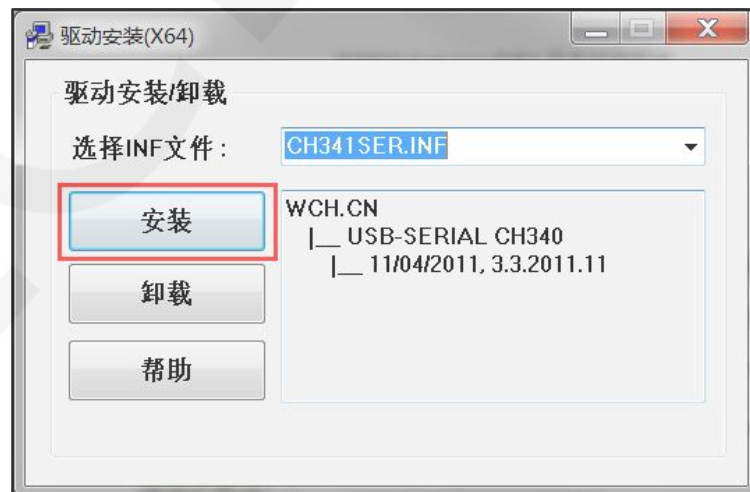 驱动安装(X64)
驱动安装/卸载
选择INF文件:
CH341SER.INF
安装
WCH.CN
|__ USB-SERIAL CH340
|__ 11/04/2011, 3.3.2011.11
卸载
帮助